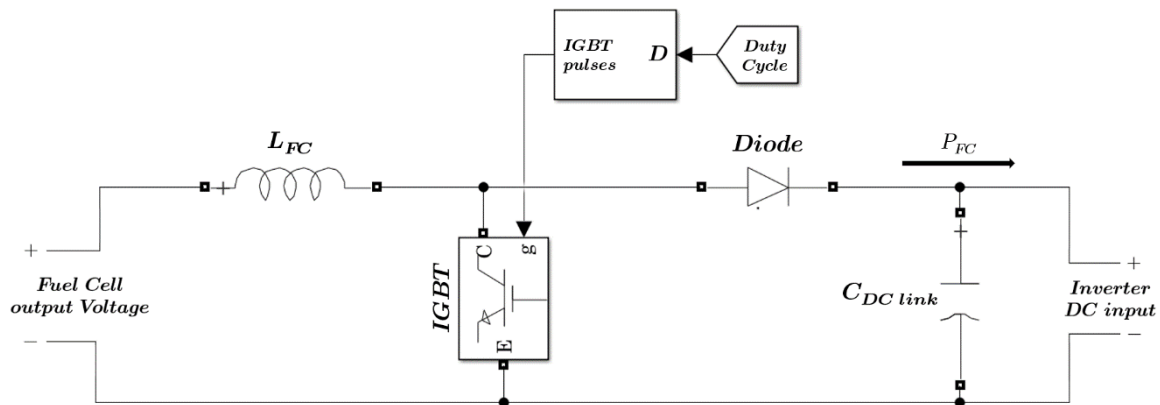 IGBT
pulses
D
Duty
Cycle
L_FC
Diode
P_FC
+
+
Fuel Cell
output Voltage
−
IGBT
C
g
E
+
C_DC link
+
Inverter
DC input
−